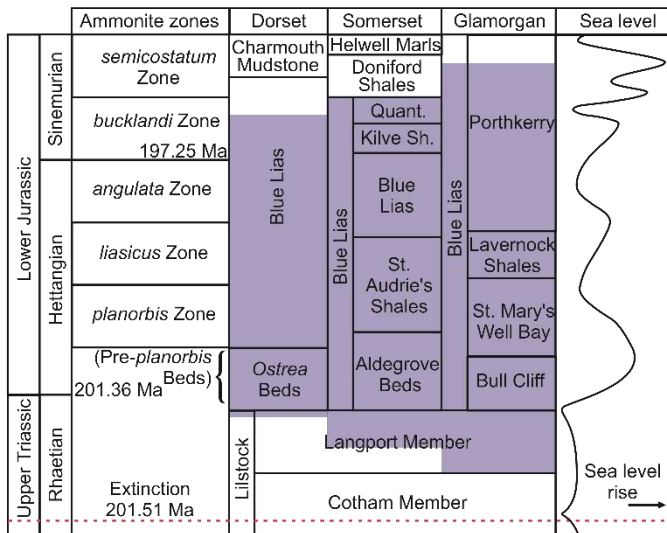 Ammonite zones
Dorset
Somerset
Glamorgan
Sea level
Lower Jurassic
Upper Triassic
Sinemurian
Hettangian
Rhaetian
semicostatum
Zone
bucklandi Zone
197.25 Ma
angulata Zone
liasicus Zone
planorbis Zone
(Pre-planorbis
Beds)
201.36 Ma
Extinction
201.51 Ma
Charmouth
Mudstone
Blue Lias
Ostrea
Beds
Lilstock
Helwell Marls
Doniford
Shales
Blue Lias
Quant.
Kilve Sh.
Blue
Lias
St.
Audrie's
Shales
Aldegrove
Beds
Blue Lias
Porthkerry
Lavernock
Shales
St. Mary's
Well Bay
Bull Cliff
Langport Member
Cotham Member
Sea level
rise